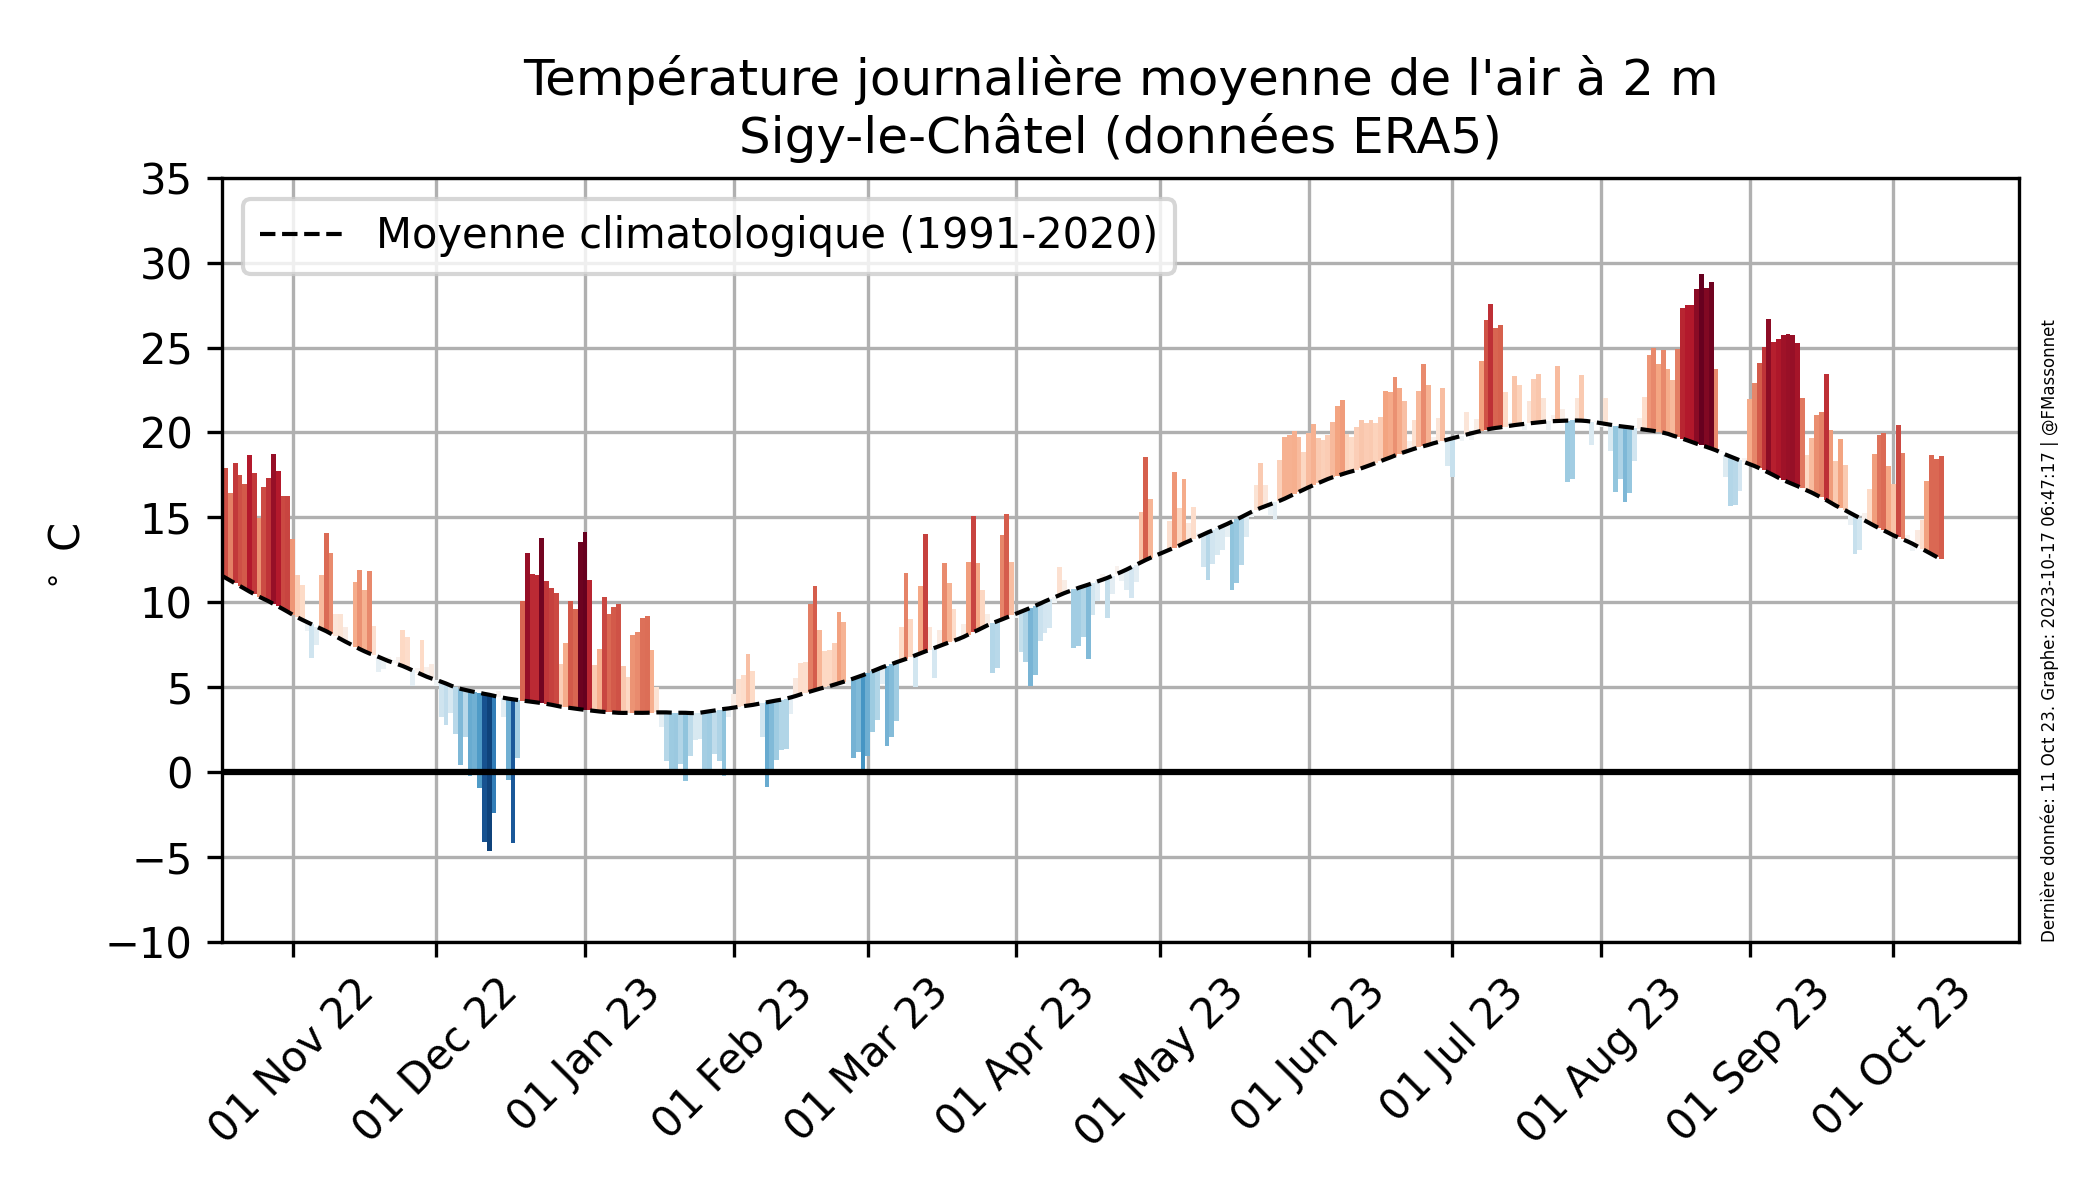 Température journalière moyenne de l'air à 2 m
Sigy-le-Châtel (données ERA5)
Moyenne climatologique (1991-2020)
° C
35
30
25
20
15
10
5
0
−5
−10
01 Nov 22
01 Dec 22
01 Jan 23
01 Feb 23
01 Mar 23
01 Apr 23
01 May 23
01 Jun 23
01 Jul 23
01 Aug 23
01 Sep 23
01 Oct 23
Dernière donnée: 11 Oct 23. Graphe: 2023-10-17 06:47:17 | @FMassonnet